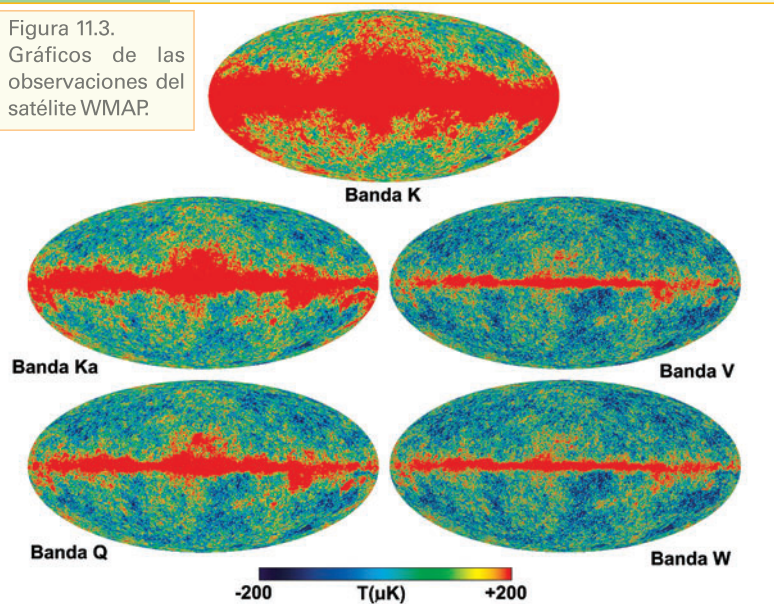 Figura 11.3.
Gráficos de las
observaciones del
satélite WMAP.
Banda K
Banda Ka
Banda V
Banda Q
Banda W
-200 T(µK) +200